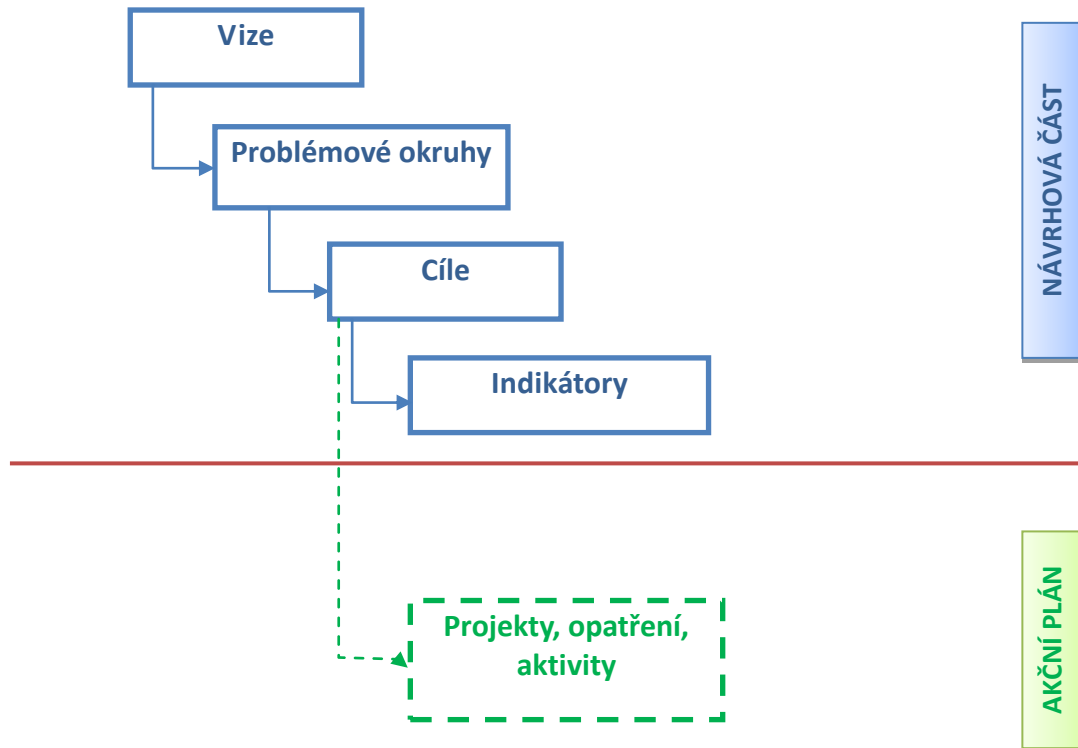 Vize
Problémové okruhy
Cíle
Indikátory
NÁVRHOVÁ ČÁST
Projekty, opatření,
aktivity
AKČNÍ PLÁN